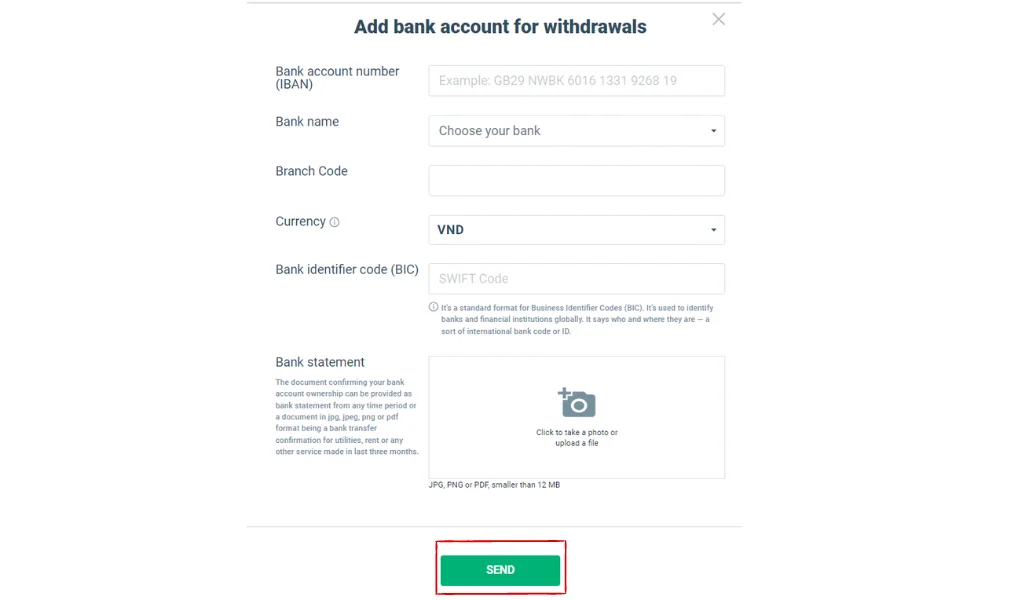 Add bank account for withdrawals
Bank account number
(IBAN)
Example: GB29 NWBK 6016 1331 9268 19
Bank name
Choose your bank
Branch Code
Currency
VND
Bank identifier code (BIC)
SWIFT Code
It's a standard format for Business Identifier Codes (BIC). It's used to identify
banks and financial institutions globally. It says who and where they are — a
sort of international bank code or ID.
Bank statement
The document confirming your bank
account ownership can be provided as
bank statement from any time period or
a document in jpg, jpeg, png or pdf
format being a bank transfer
confirmation for utilities, rent or any
other service made in last three months.
Click to take a photo or
upload a file
JPG, PNG or PDF, smaller than 12 MB
SEND